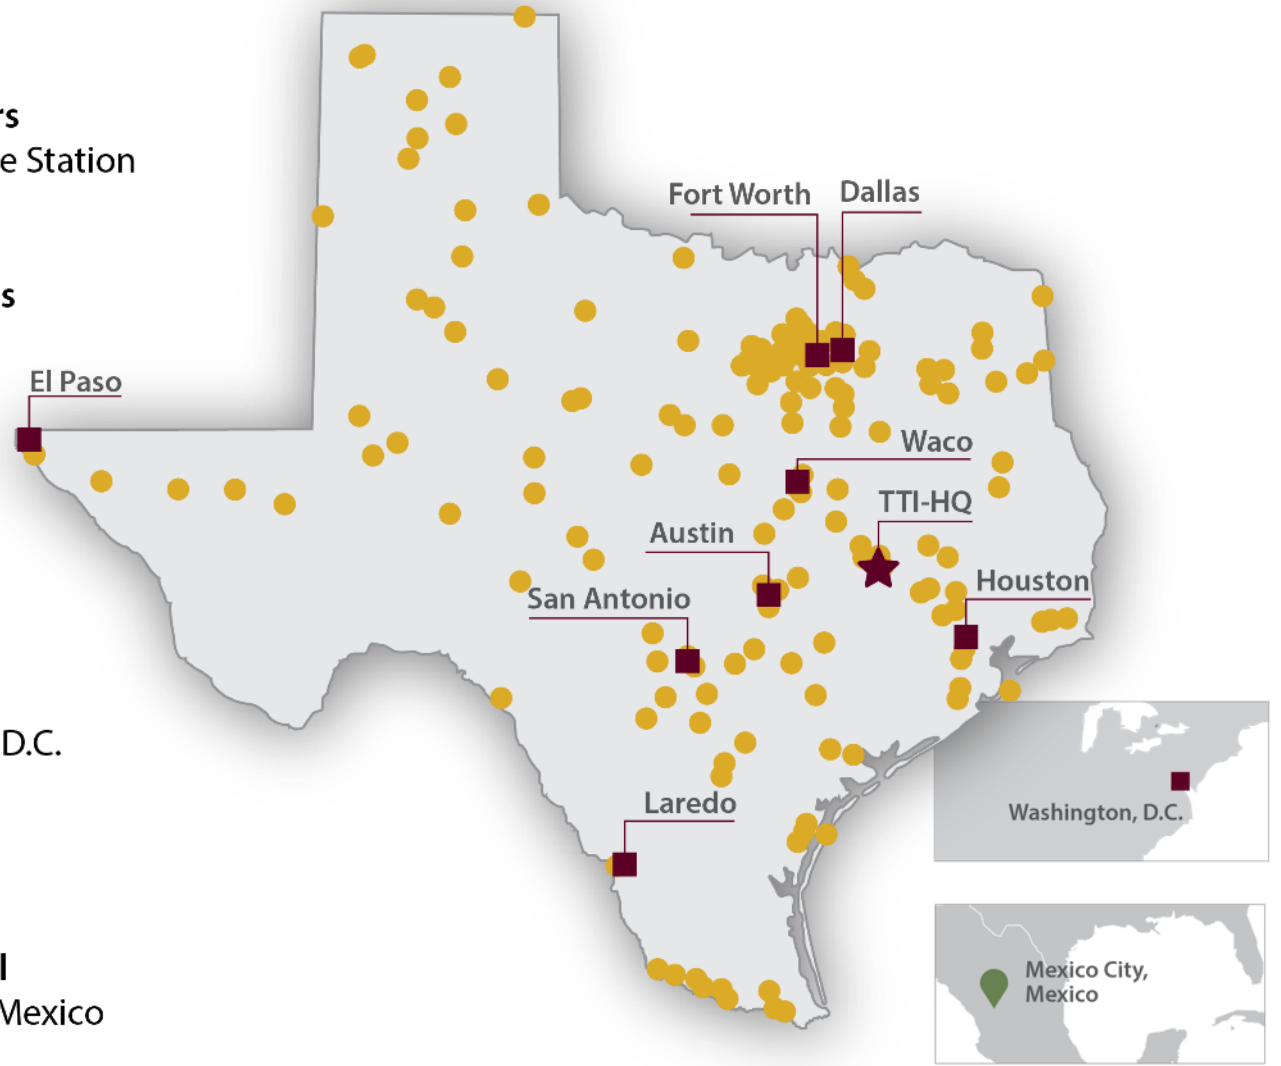 rs
e Station
Fort Worth
Dallas
s
El Paso
Waco
TTI-HQ
Austin
Houston
San Antonio
D.C.
Laredo
Washington, D.C.
l
Mexico City,
Mexico
Mexico